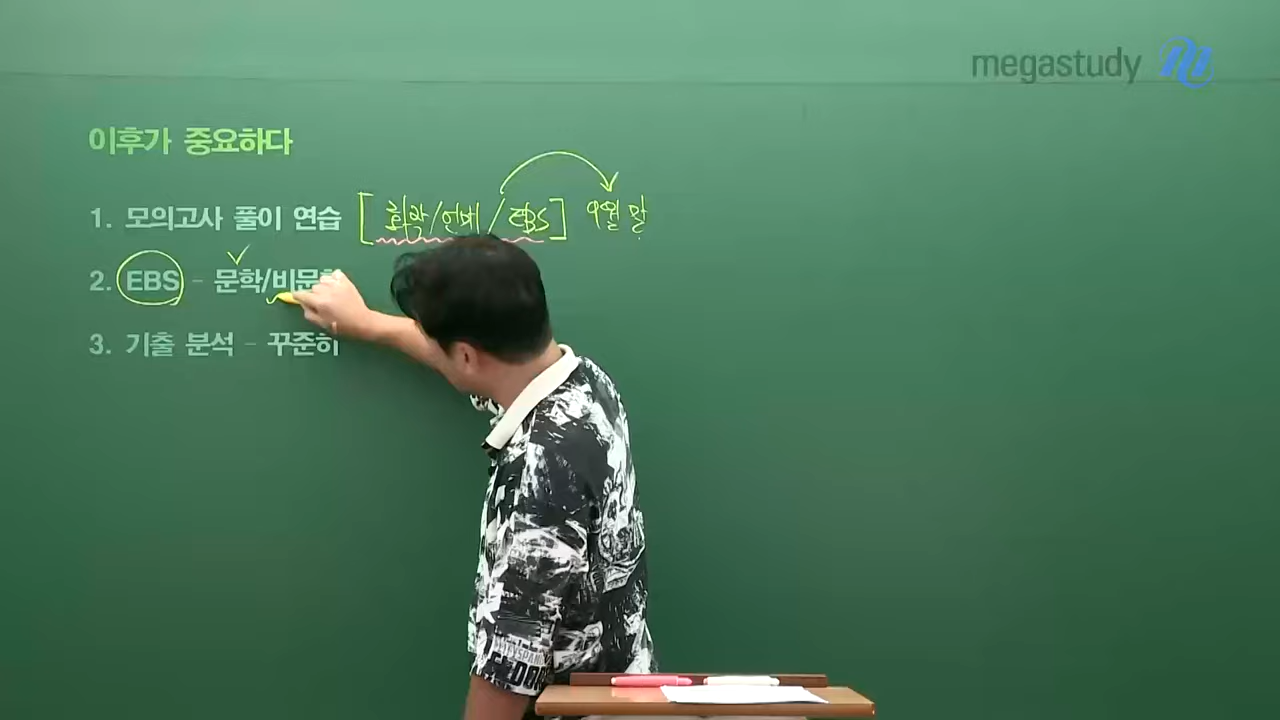 megastudy
이후가 중요하다
1. 모의고사 풀이 연습 [화작/언매/EBS] 9월 말
2. EBS - 문학/비문
3. 기출 분석 - 꾸준히